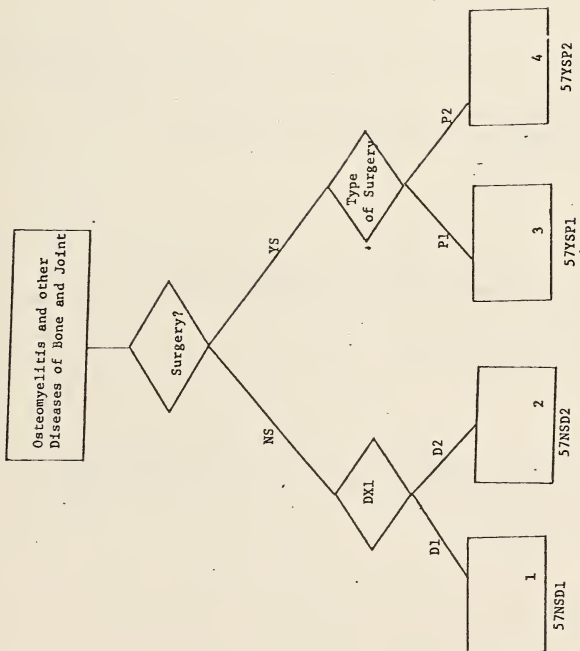 Osteomyelitis and other
Diseases of Bone and Joint
Surgery?
NS
YS
DX1
Type
of Surgery
D1
D2
P1
P2
1
2
3
4
57NSD1
57NSD2
57YSP1
57YSP2